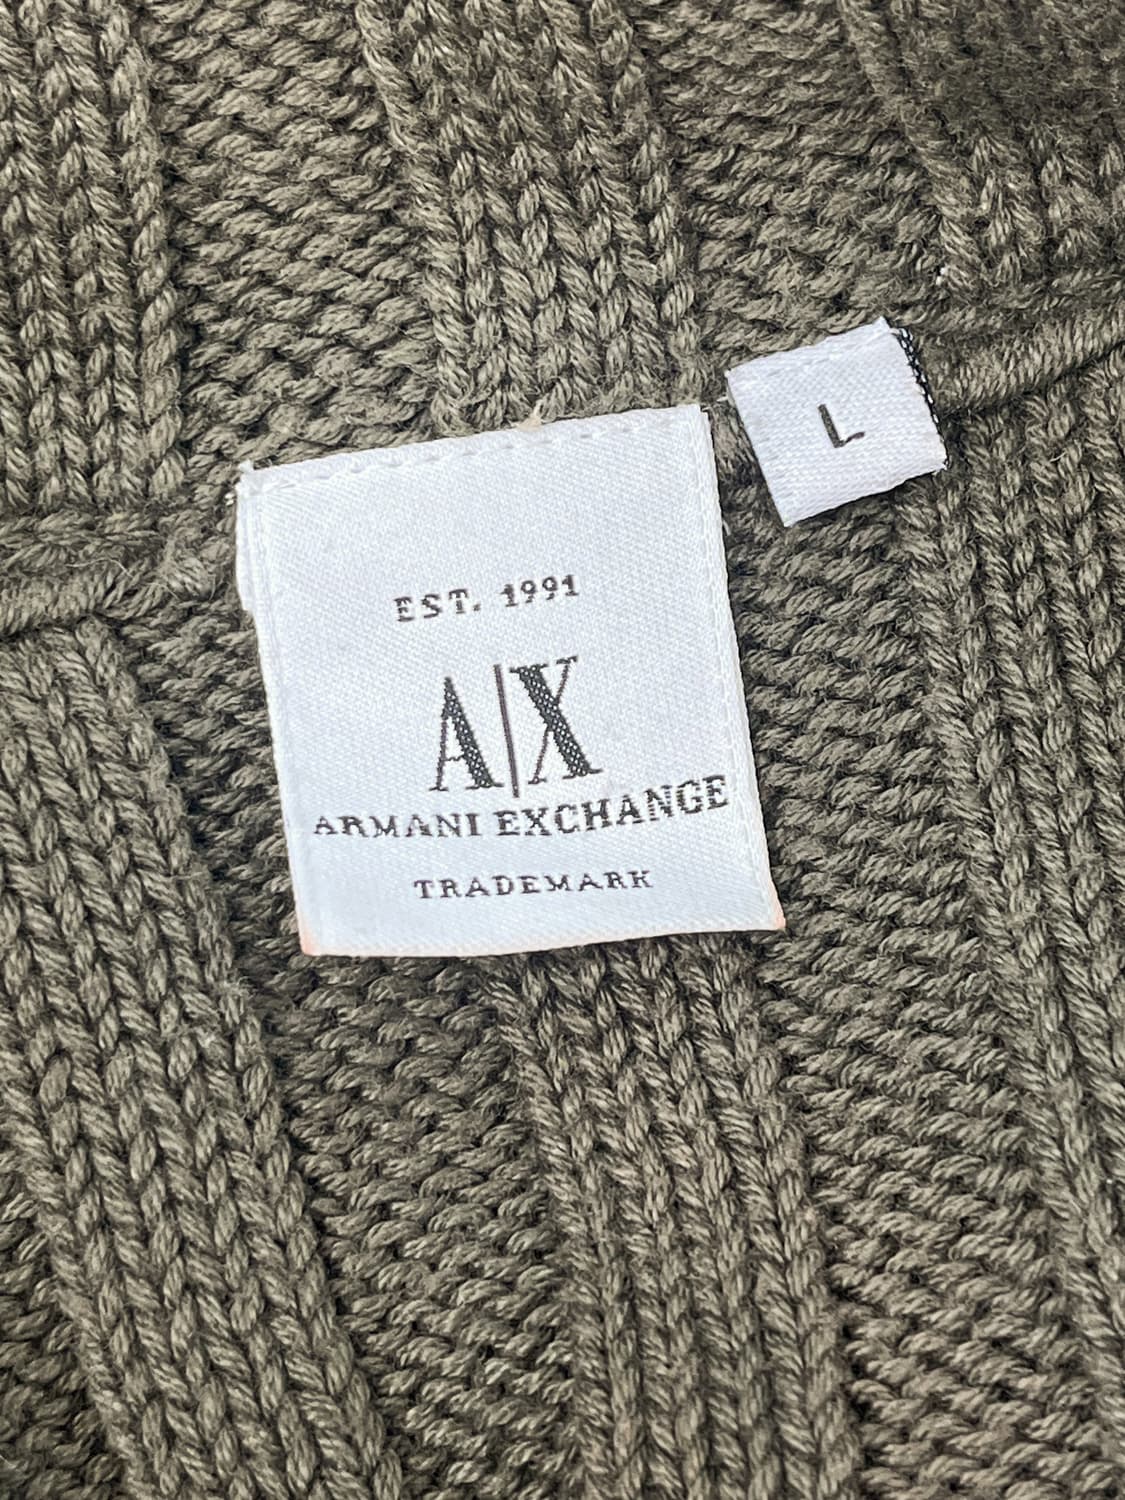 L
EST. 1991
A|X
ARMANI EXCHANGE
TRADEMARK